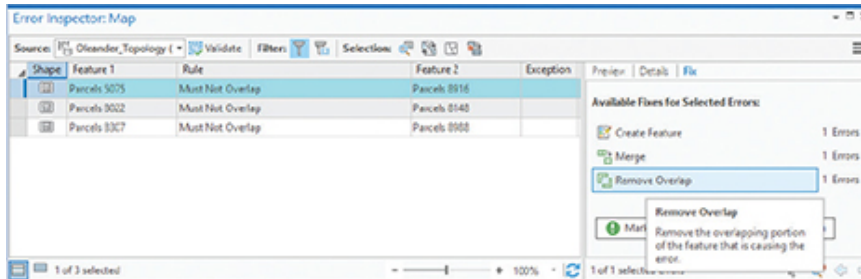 Error Inspector: Map
Source: Oleander_Topology ( Validate Filter: Selection:
Shape Feature 1 Rule Feature 2 Exception
Parcels 5075 Must Not Overlap Parcels 8916
Parcels 8022 Must Not Overlap Parcels 8148
Must Not Overlap Parcels 8988
1 of 3 selected 100%
Preview Details Fix
Available Fixes for Selected Errors:
Create Feature 1 Errors
Merge 1 Errors
Remove Overlap 1 Errors
Remove Overlap
Remove the overlapping portion
of the feature that is causing the
error.
1 of 1